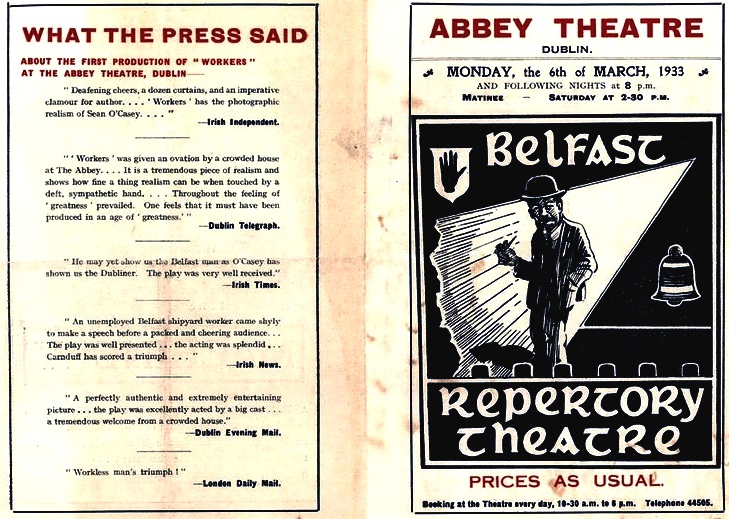 WHAT THE PRESS SAID
ABOUT THE FIRST PRODUCTION OF "WORKERS"
AT THE ABBEY THEATRE, DUBLIN—
" Deafening cheers, a dozen curtains, and an imperative
clamour for author. . . . ' Workers ' has the photographic
realism of Sean O'Casey. . . . "
—Irish Independent.
" ' Workers ' was given an ovation by a crowded house
at The Abbey. . . . It is a tremendous piece of realism and
shows how fine a thing realism can be when touched by a
deft, sympathetic hand. . . . Throughout the feeling of
' greatness ' prevailed. One feels that it must have been
produced in an age of ' greatness.' "
—Dublin Telegraph.
" He may yet show us the Belfast man as O'Casey has
shown us the Dubliner. The play was very well received."
—Irish Times.
" An unemployed Belfast shipyard worker came shyly
to make a speech before a packed and cheering audience. . .
The play was well presented . . . the acting was splendid . . .
Carnduff has scored a triumph . . . "
—Irish News.
" A perfectly authentic and extremely entertaining
picture . . . the play was excellently acted by a big cast . . .
a tremendous welcome from a crowded house."
—Dublin Evening Mail.
" Workless man's triumph ! "
—London Daily Mail.
ABBEY THEATRE
DUBLIN.
MONDAY, the 6th of MARCH, 1933
AND FOLLOWING NIGHTS at 8 p.m.
MATINEE — SATURDAY AT 2-30 P.M.
BELFAST
REPERTORY
THEATRE
PRICES AS USUAL.
Booking at the Theatre every day, 10-30 a.m. to 6 p.m. Telephone 44505.